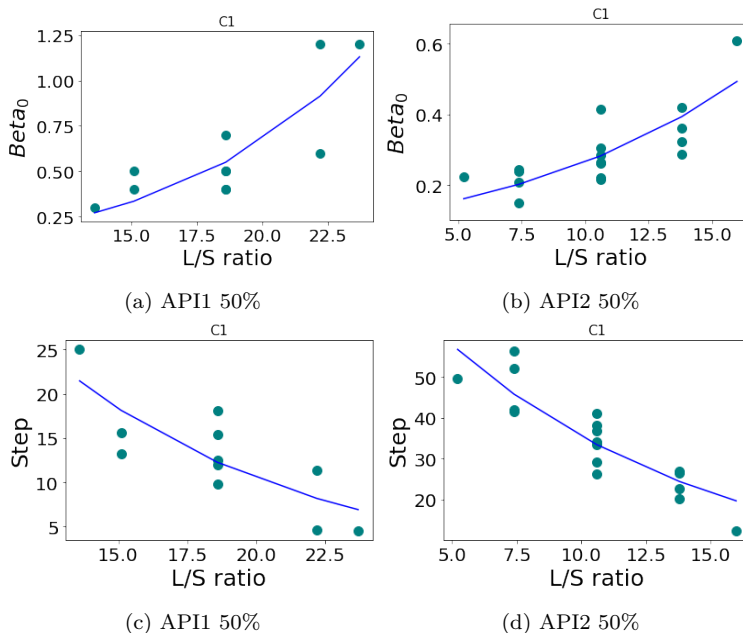 C1
C1
1.25
1.00
0.75
0.50
0.25
Beta0
15.0 17.5 20.0 22.5
L/S ratio
0.6
0.4
0.2
Beta0
5.0 7.5 10.0 12.5 15.0
L/S ratio
(a) API1 50%
(b) API2 50%
C1
C1
25
20
15
10
5
Step
15.0 17.5 20.0 22.5
L/S ratio
50
40
30
20
Step
5.0 7.5 10.0 12.5 15.0
L/S ratio
(c) API1 50%
(d) API2 50%